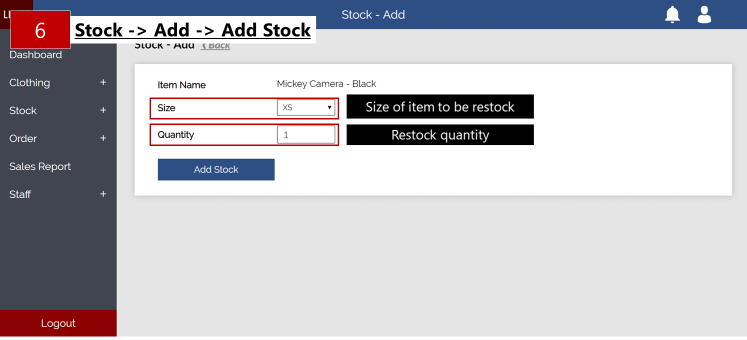 Stock - Add
6
Stock -> Add -> Add Stock
Stock - Add
Back
Dashboard
Clothing +
Stock +
Order +
Sales Report
Staff +
Logout
Item Name Mickey Camera - Black
Size XS Size of item to be restock
Quantity 1 Restock quantity
Add Stock